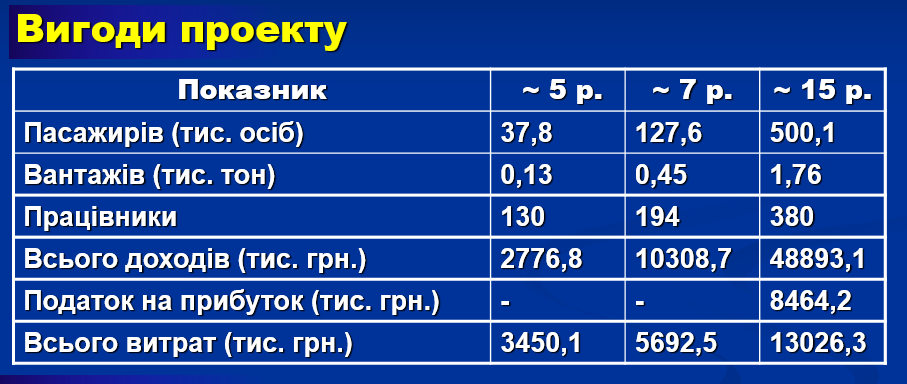 Вигоди проекту
Показник ~ 5 р. ~ 7 р. ~ 15 р.
Пасажирів (тис. осіб) 37,8 127,6 500,1
Вантажів (тис. тон) 0,13 0,45 1,76
Працівники 130 194 380
Всього доходів (тис. грн.) 2776,8 10308,7 48893,1
Податок на прибуток (тис. грн.) - - 8464,2
Всього витрат (тис. грн.) 3450,1 5692,5 13026,3